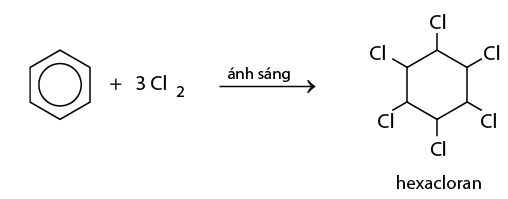 Cl
Cl Cl
+ 3 Cl 2 ánh sáng
Cl Cl
Cl
hexacloran